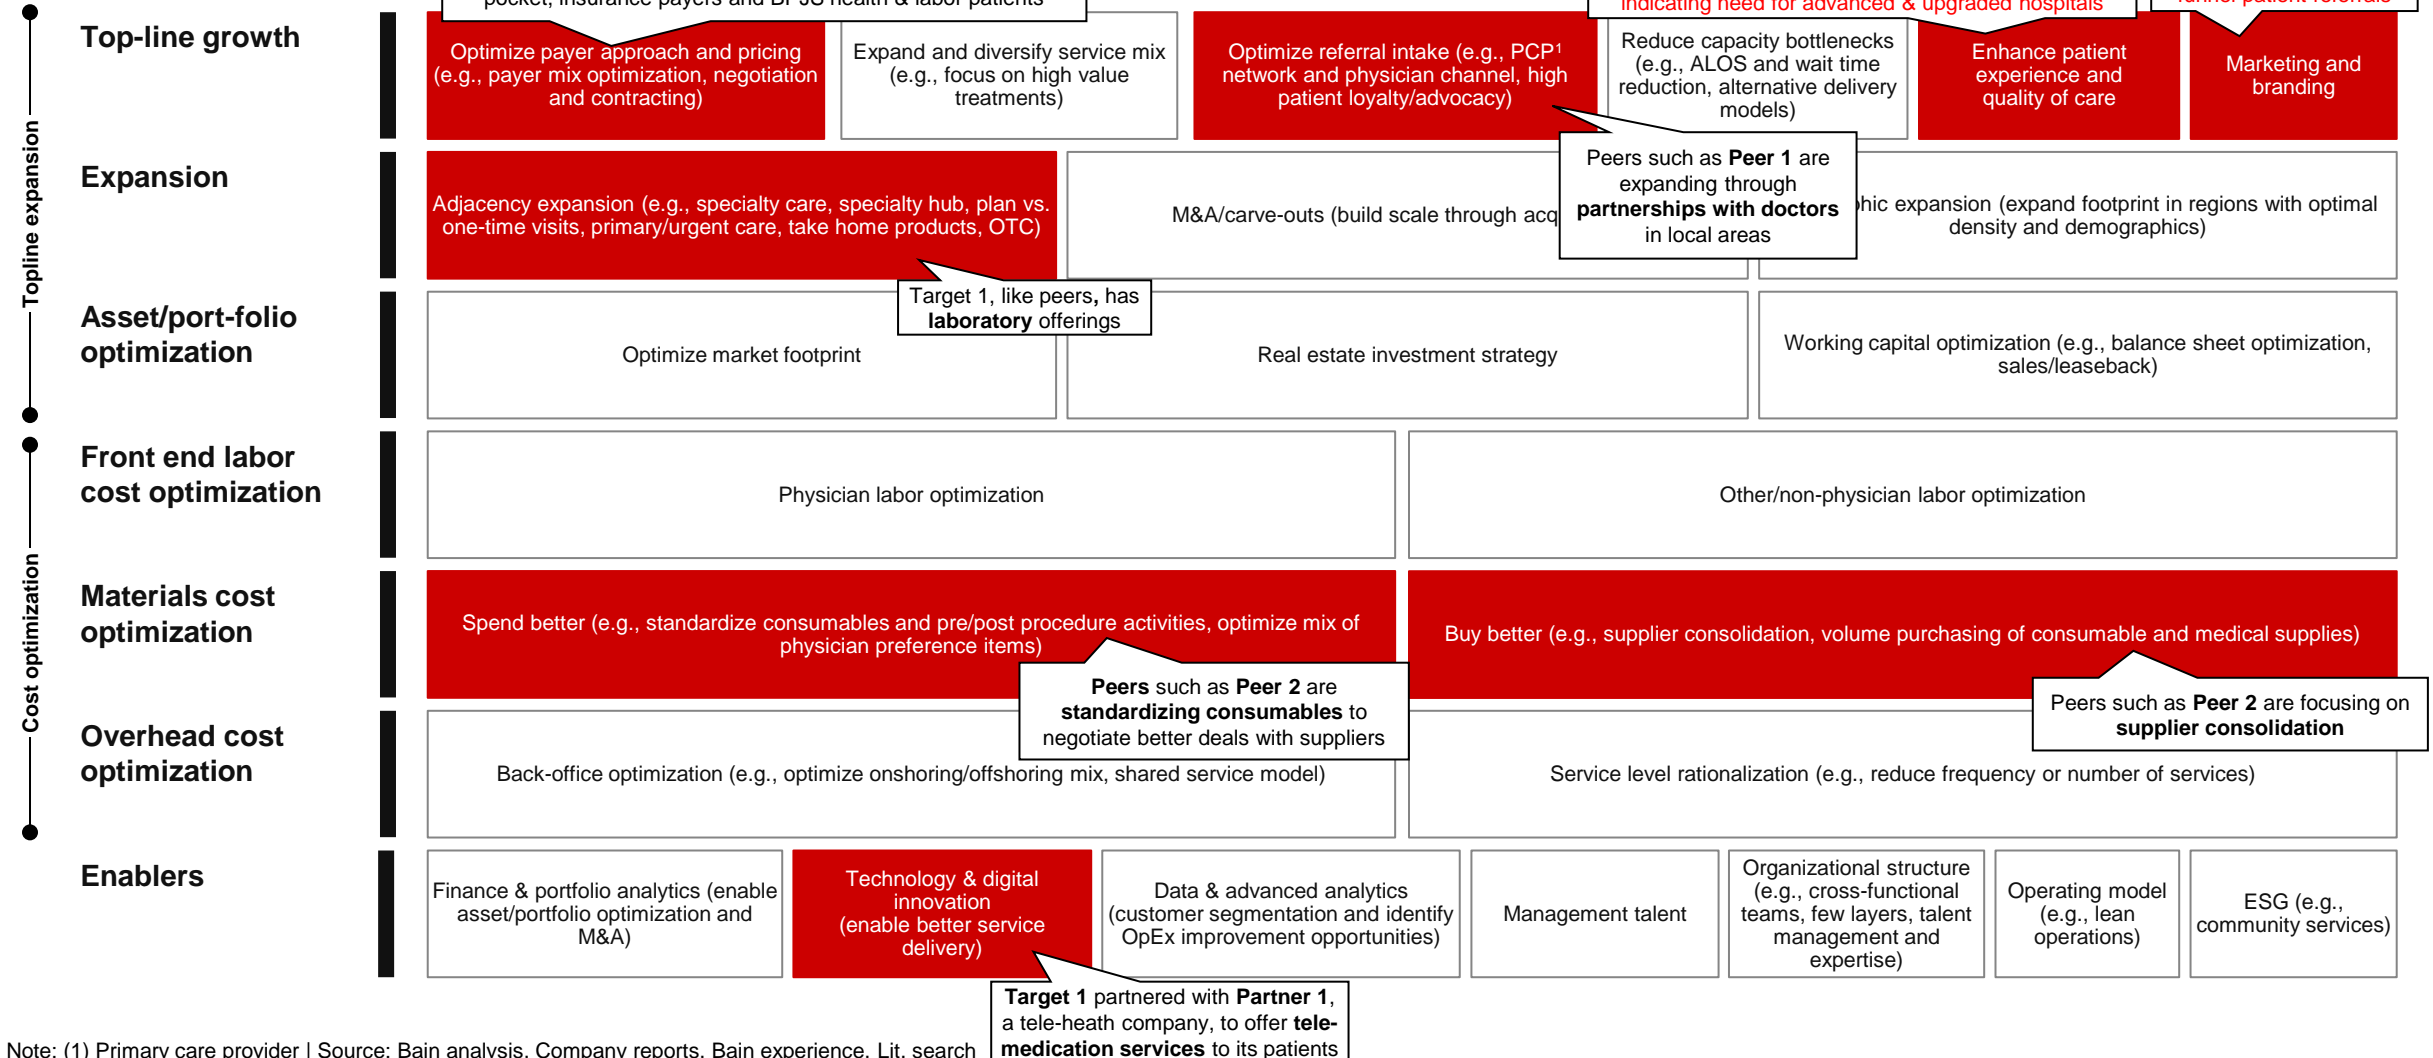 pocket, insurance payers and BPJS health & labor patients
indicating need for advanced & upgraded hospitals
funnel patient referrals
Topline expansion
Top-line growth
Optimize payer approach and pricing
(e.g., payer mix optimization, negotiation
and contracting)
Expand and diversify service mix
(e.g., focus on high value
treatments)
Optimize referral intake (e.g., PCP¹
network and physician channel, high
patient loyalty/advocacy)
Reduce capacity bottlenecks
(e.g., ALOS and wait time
reduction, alternative delivery
models)
Enhance patient
experience and
quality of care
Marketing and
branding
Peers such as Peer 1 are
expanding through
partnerships with doctors
in local areas
Expansion
Adjacency expansion (e.g., specialty care, specialty hub, plan vs.
one-time visits, primary/urgent care, take home products, OTC)
M&A/carve-outs (build scale through acq
hic expansion (expand footprint in regions with optimal
density and demographics)
Target 1, like peers, has
laboratory offerings
Asset/port-folio
optimization
Optimize market footprint
Real estate investment strategy
Working capital optimization (e.g., balance sheet optimization,
sales/leaseback)
Cost optimization
Front end labor
cost optimization
Physician labor optimization
Other/non-physician labor optimization
Materials cost
optimization
Spend better (e.g., standardize consumables and pre/post procedure activities, optimize mix of
physician preference items)
Buy better (e.g., supplier consolidation, volume purchasing of consumable and medical supplies)
Peers such as Peer 2 are
standardizing consumables to
negotiate better deals with suppliers
Peers such as Peer 2 are focusing on
supplier consolidation
Overhead cost
optimization
Back-office optimization (e.g., optimize onshoring/offshoring mix, shared service model)
Service level rationalization (e.g., reduce frequency or number of services)
Enablers
Finance & portfolio analytics (enable
asset/portfolio optimization and
M&A)
Technology & digital
innovation
(enable better service
delivery)
Data & advanced analytics
(customer segmentation and identify
OpEx improvement opportunities)
Management talent
Organizational structure
(e.g., cross-functional
teams, few layers, talent
management and
expertise)
Operating model
(e.g., lean
operations)
ESG (e.g.,
community services)
Target 1 partnered with Partner 1,
a tele-heath company, to offer tele-
medication services to its patients
Note: (1) Primary care provider | Source: Bain analysis, Company reports, Bain experience, Lit. search